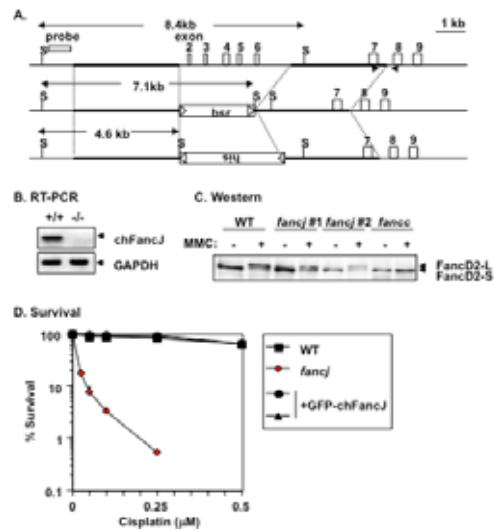 A.
8.4kb
1 kb
probe
exon
S
2 3 4 5 6
S
7 8 9
7.1kb
S
S S
7 8 9
bsr
4.6 kb
S
S
S
7 8 9
his
B. RT-PCR
+/+ -/-
chFancJ
GAPDH
C. Western
WT fancj #1 fancj #2 fancc
MMC: - + - + - + - +
FancD2-L
FancD2-S
D. Survival
100
10
1
0.1
% Survival
0 0.25 0.5
Cisplatin (µM)
WT
fancj
+GFP-chFancJ